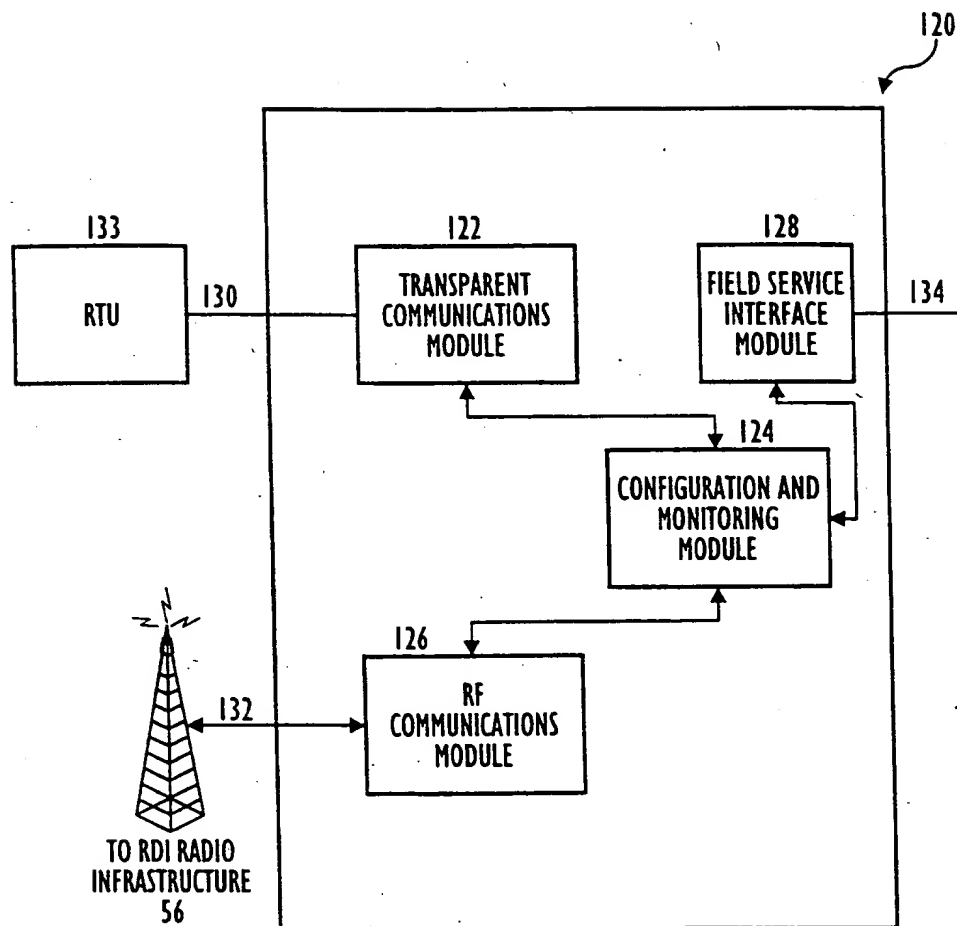 120
133
RTU
130
122
TRANSPARENT
COMMUNICATIONS
MODULE
128
FIELD SERVICE
INTERFACE
MODULE
134
124
CONFIGURATION AND
MONITORING
MODULE
126
RF
COMMUNICATIONS
MODULE
132
TO RDI RADIO
INFRASTRUCTURE
56